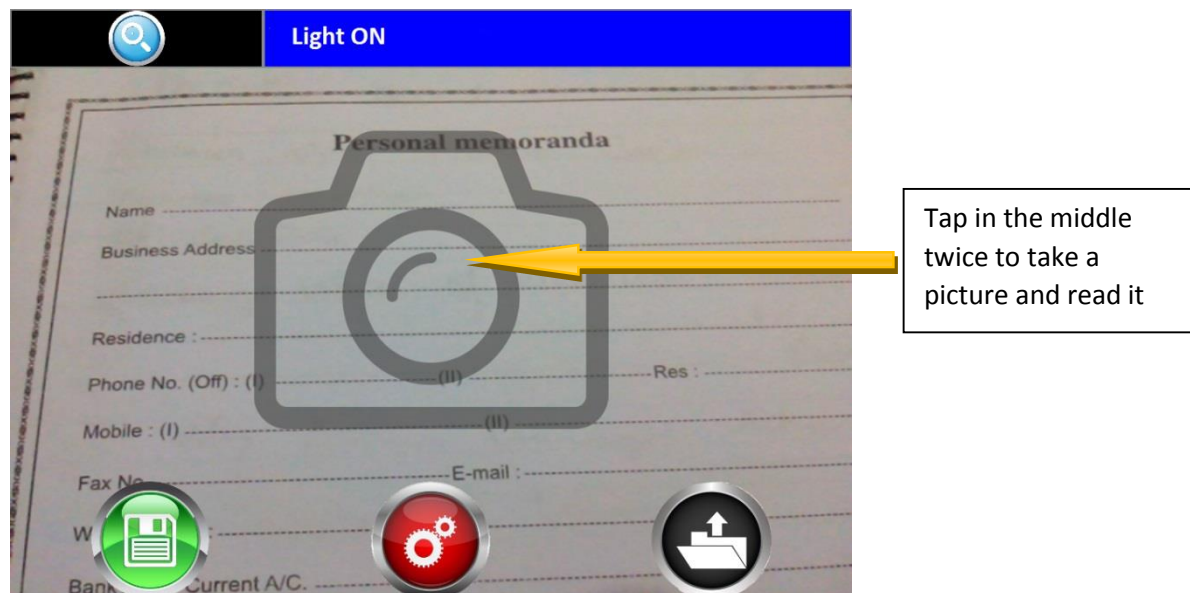 Light ON
Personal memoranda
Name
Business Address
Residence :
Phone No. (Off) : (I) (II) Res :
Mobile : (I) (II)
Fax No. E-mail :
Current A/C.
Tap in the middle
twice to take a
picture and read it